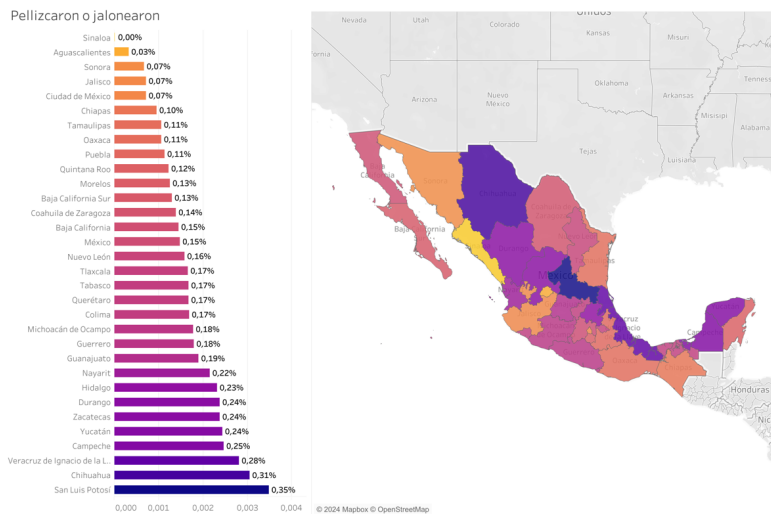 Pellizcaron o jalonearon
Sinaloa 0,00%
Aguascalientes 0,03%
Sonora 0,07%
Jalisco 0,07%
Ciudad de México 0,07%
Chiapas 0,10%
Tamaulipas 0,11%
Oaxaca 0,11%
Puebla 0,11%
Quintana Roo 0,12%
Morelos 0,13%
Baja California Sur 0,13%
Coahuila de Zaragoza 0,14%
Baja California 0,15%
México 0,15%
Nuevo León 0,16%
Tlaxcala 0,17%
Tabasco 0,17%
Querétaro 0,17%
Colima 0,17%
Michoacán de Ocampo 0,18%
Guerrero 0,18%
Guanajuato 0,19%
Nayarit 0,22%
Hidalgo 0,23%
Durango 0,24%
Zacatecas 0,24%
Yucatán 0,24%
Campeche 0,25%
Veracruz de Ignacio de la L.. 0,28%
Chihuahua 0,31%
San Luis Potosí 0,35%
0,000 0,001 0,002 0,003 0,004
Unidos
Nevada
Utah
Colorado
Kansas
Misuri
fornia
Oklahoma
Tennes
Arizona
Nuevo
México
Arkansas
Misisipi
Alabama
Tejas
Luisiana
California
Chihuahua
Zaragoza
Baja California
México
Honduras
Nic
© 2024 Mapbox © OpenStreetMap